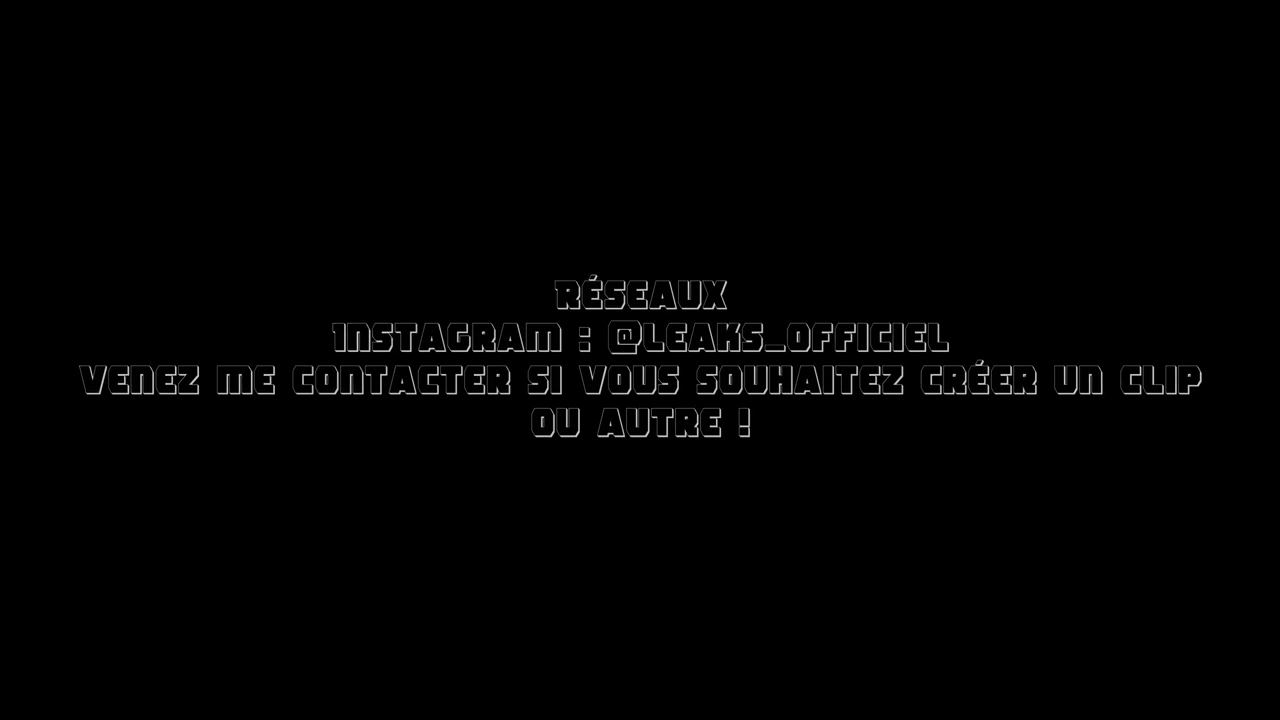 RÉSEAUX
INSTAGRAM : @LEAKS_OFFICIEL
VENEZ ME CONTACTER SI VOUS SOUHAITEZ CRÉER UN CLIP
OU AUTRE !